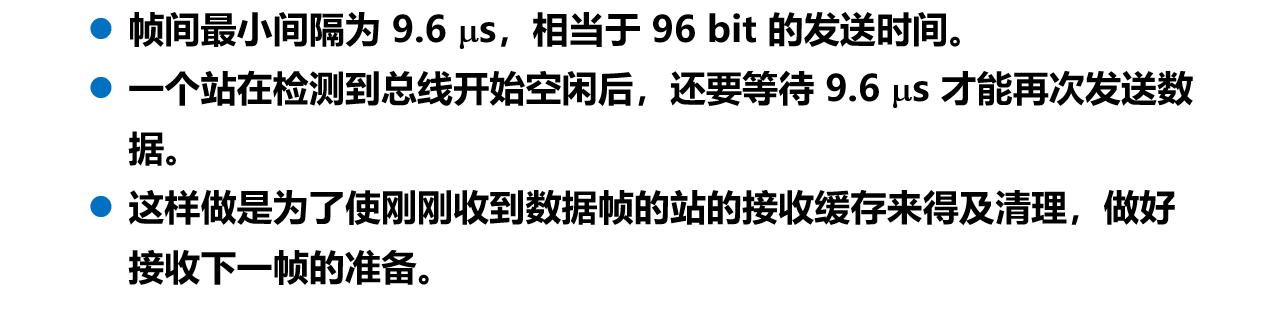 ● 帧间最小间隔为 9.6 μs，相当于 96 bit 的发送时间。
● 一个站在检测到总线开始空闲后，还要等待 9.6 μs 才能再次发送数
据。
● 这样做是为了使刚刚收到数据帧的站的接收缓存来得及清理，做好
接收下一帧的准备。